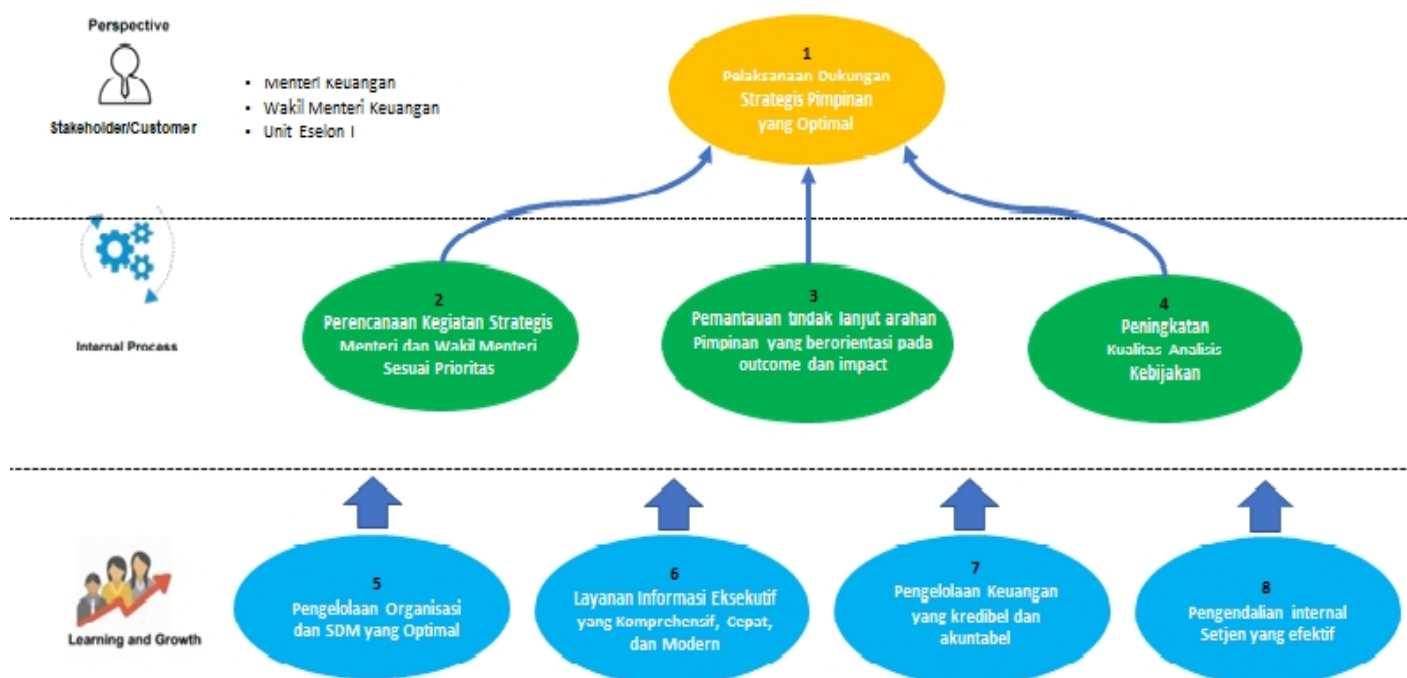 Perspective
Stakeholder/Customer
• Menteri Keuangan
• Wakil Menteri Keuangan
• Unit Eselon I
1
Pelaksanaan Dukungan
Strategis Pimpinan
yang Optimal
Internal Process
2
Perencanaan Kegiatan Strategis
Menteri dan Wakil Menteri
Sesuai Prioritas
3
Pemantauan tindak lanjut arahan
Pimpinan yang berorientasi pada
outcome dan impact
4
Peningkatan
Kualitas Analisis
Kebijakan
Learning and Growth
5
Pengelolaan Organisasi
dan SDM yang Optimal
6
Layanan Informasi Eksekutif
yang Komprehensif, Cepat,
dan Modern
7
Pengelolaan Keuangan
yang kredibel dan
akuntabel
8
Pengendalian internal
Setjen yang efektif